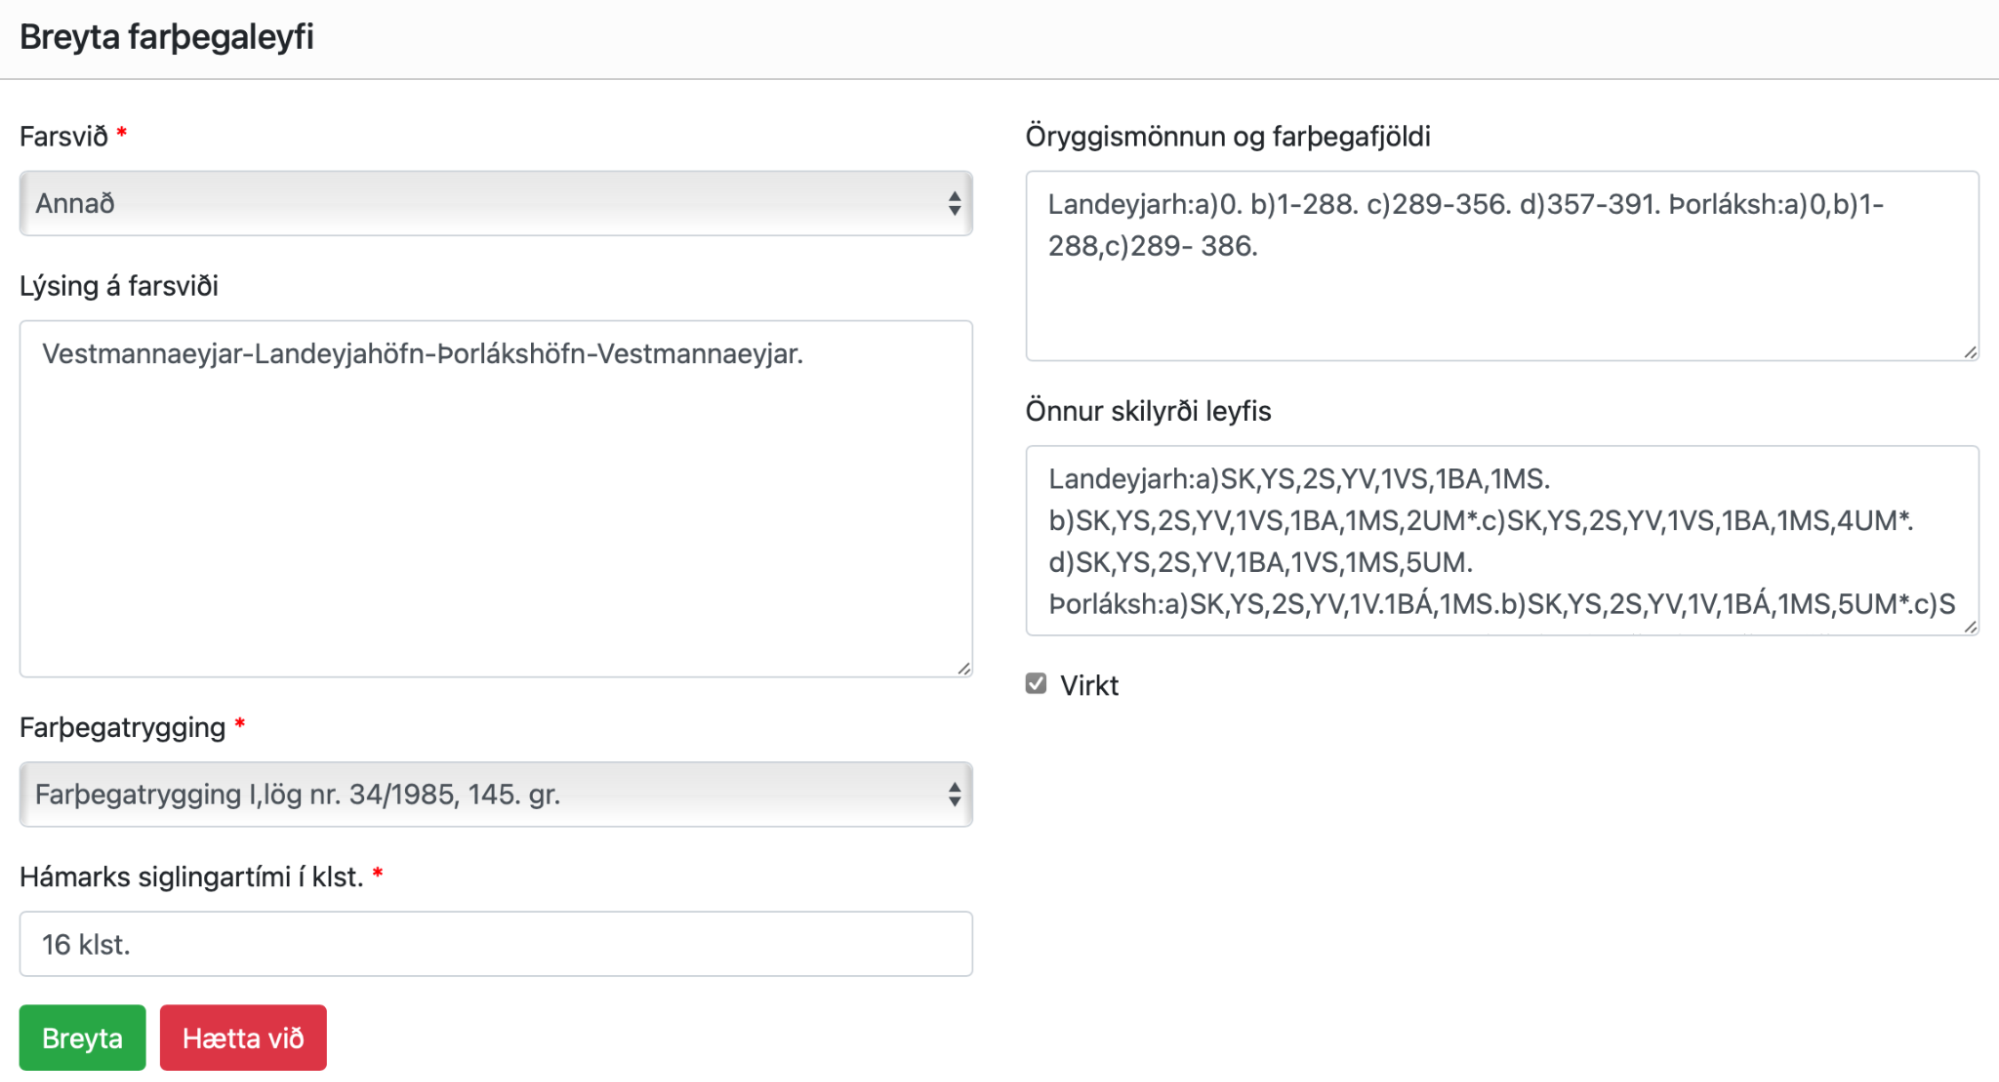 Breyta farþegaleyfi
Farsvið *
Annað
Lýsing á farsviði
Vestmannaeyjar-Landeyjahöfn-Þorlákshöfn-Vestmannaeyjar.
Farþegatrygging *
Farþegatrygging I,lög nr. 34/1985, 145. gr.
Hámarks siglingartími í klst. *
16 klst.
Breyta
Hætta við
Öryggismönnun og farþegafjöldi
Landeyjarh:a)0. b)1-288. c)289-356. d)357-391. Þorláksh:a)0,b)1-
288,c)289- 386.
Önnur skilyrði leyfis
Landeyjarh:a)SK,YS,2S,YV,1VS,1BA,1MS.
b)SK,YS,2S,YV,1VS,1BA,1MS,2UM*.c)SK,YS,2S,YV,1VS,1BA,1MS,4UM*.
d)SK,YS,2S,YV,1BA,1VS,1MS,5UM.
Þorláksh:a)SK,YS,2S,YV,1V.1BÁ,1MS.b)SK,YS,2S,YV,1V,1BÁ,1MS,5UM*.c)S
Virkt